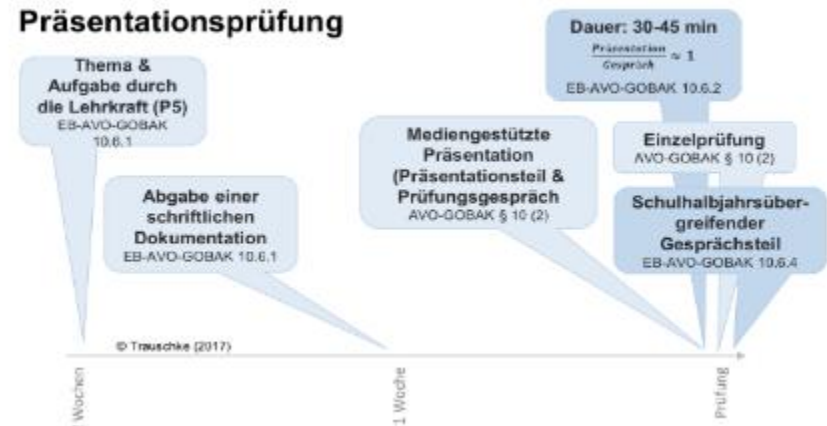 Präsentationsprüfung
Thema &
Aufgabe durch
die Lehrkraft (P5)
EB-AVO-GOBAK
10.6.1
Abgabe einer
schriftlichen
Dokumentation
EB-AVO-GOBAK 10.6.1
Mediengestützte
Präsentation
(Präsentationsteil &
Prüfungsgespräch
AVO-GOBAK § 10 (2)
Dauer: 30-45 min
Präsentation
Gespräch
≈ 1
EB-AVO-GOBAK 10.6.2
Einzelprüfung
AVO-GOBAK § 10 (2)
Schulhalbjahrsüber-
greifender
Gesprächsteil
EB-AVO-GOBAK 10.6.4
© Trauschke (2017)
Wochen
1 Woche
Prüfung